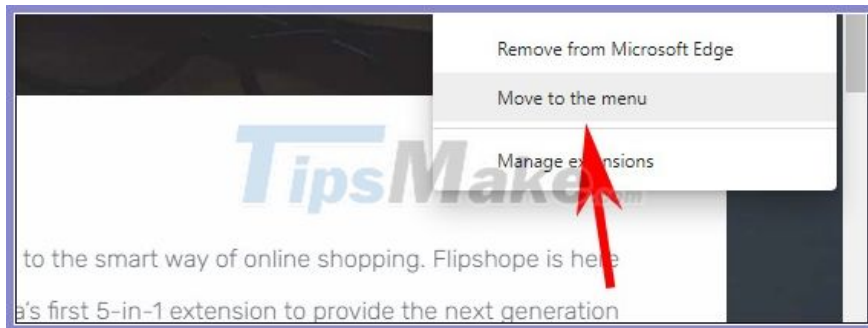 Remove from Microsoft Edge
Move to the menu
Manage extensions
TipsMake.com
to the smart way of online shopping. Flipshope is here
a's first 5-in-1 extension to provide the next generation